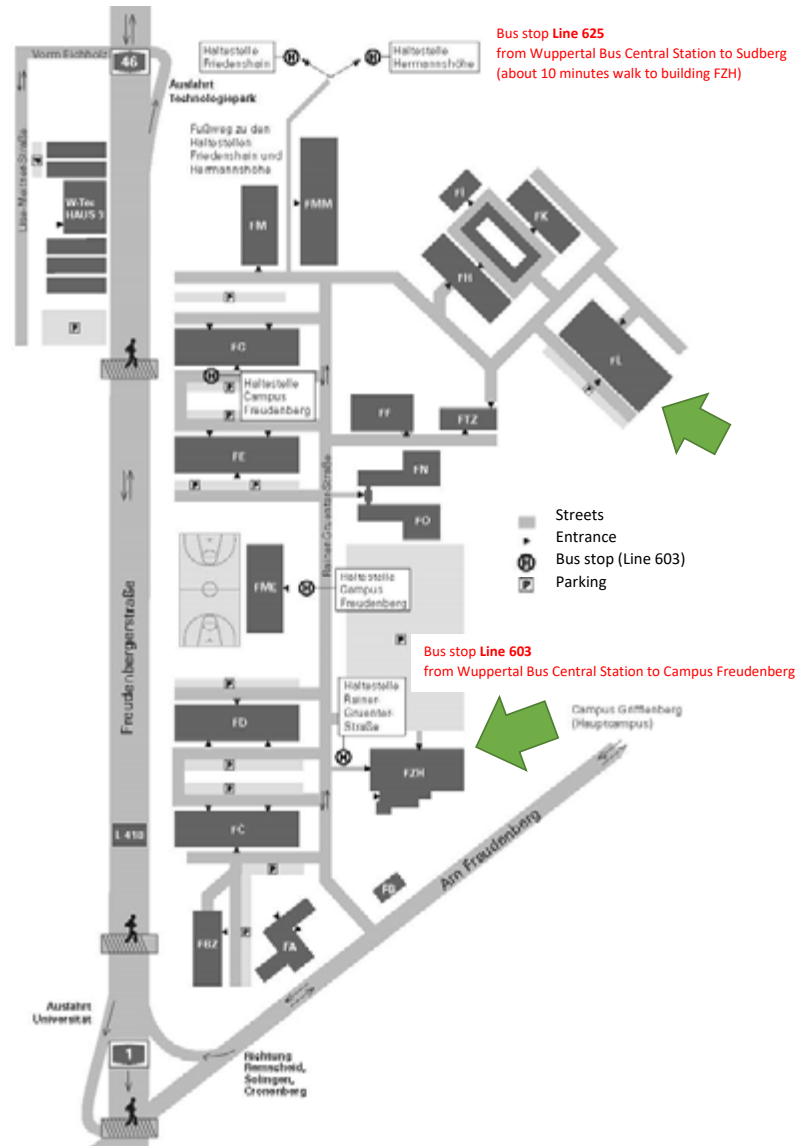 Bus stop Line 625
from Wuppertal Bus Central Station to Sudberg
(about 10 minutes walk to building FZH)
Haltestelle
Friedenshain
H
H
Haltestelle
Hermannshöhe
Vorm Eichholz
46
Ausfahrt
Technologiepark
Fußweg zu den
Haltestellen
Friedenshain und
Hermannshöhe
Lise-Meitner-Straße
P
W-Tec
HAUS 3
P
FM
FMM
FI
FK
FH
FL
P
P
FG
H
P
Haltestelle
Campus
Freudenberg
P
FF
FTZ
FE
P
P
FN
FO
Rainer-Gruenter-Straße
Streets
Entrance
H
Bus stop (Line 603)
P
Parking
FME
H
Haltestelle
Campus
Freudenberg
P
Freudenbergerstraße
Bus stop Line 603
from Wuppertal Bus Central Station to Campus Freudenberg
P
Haltestelle
Rainer-
Gruenter-
Straße
H
FD
Campus Grifflenberg
(Hauptcampus)
P
P
FZH
FC
L 418
Am Freudenberg
P
FB
FBZ
P
FA
Ausfahrt
Universität
1
Richtung
Remscheid,
Solingen,
Cronenberg